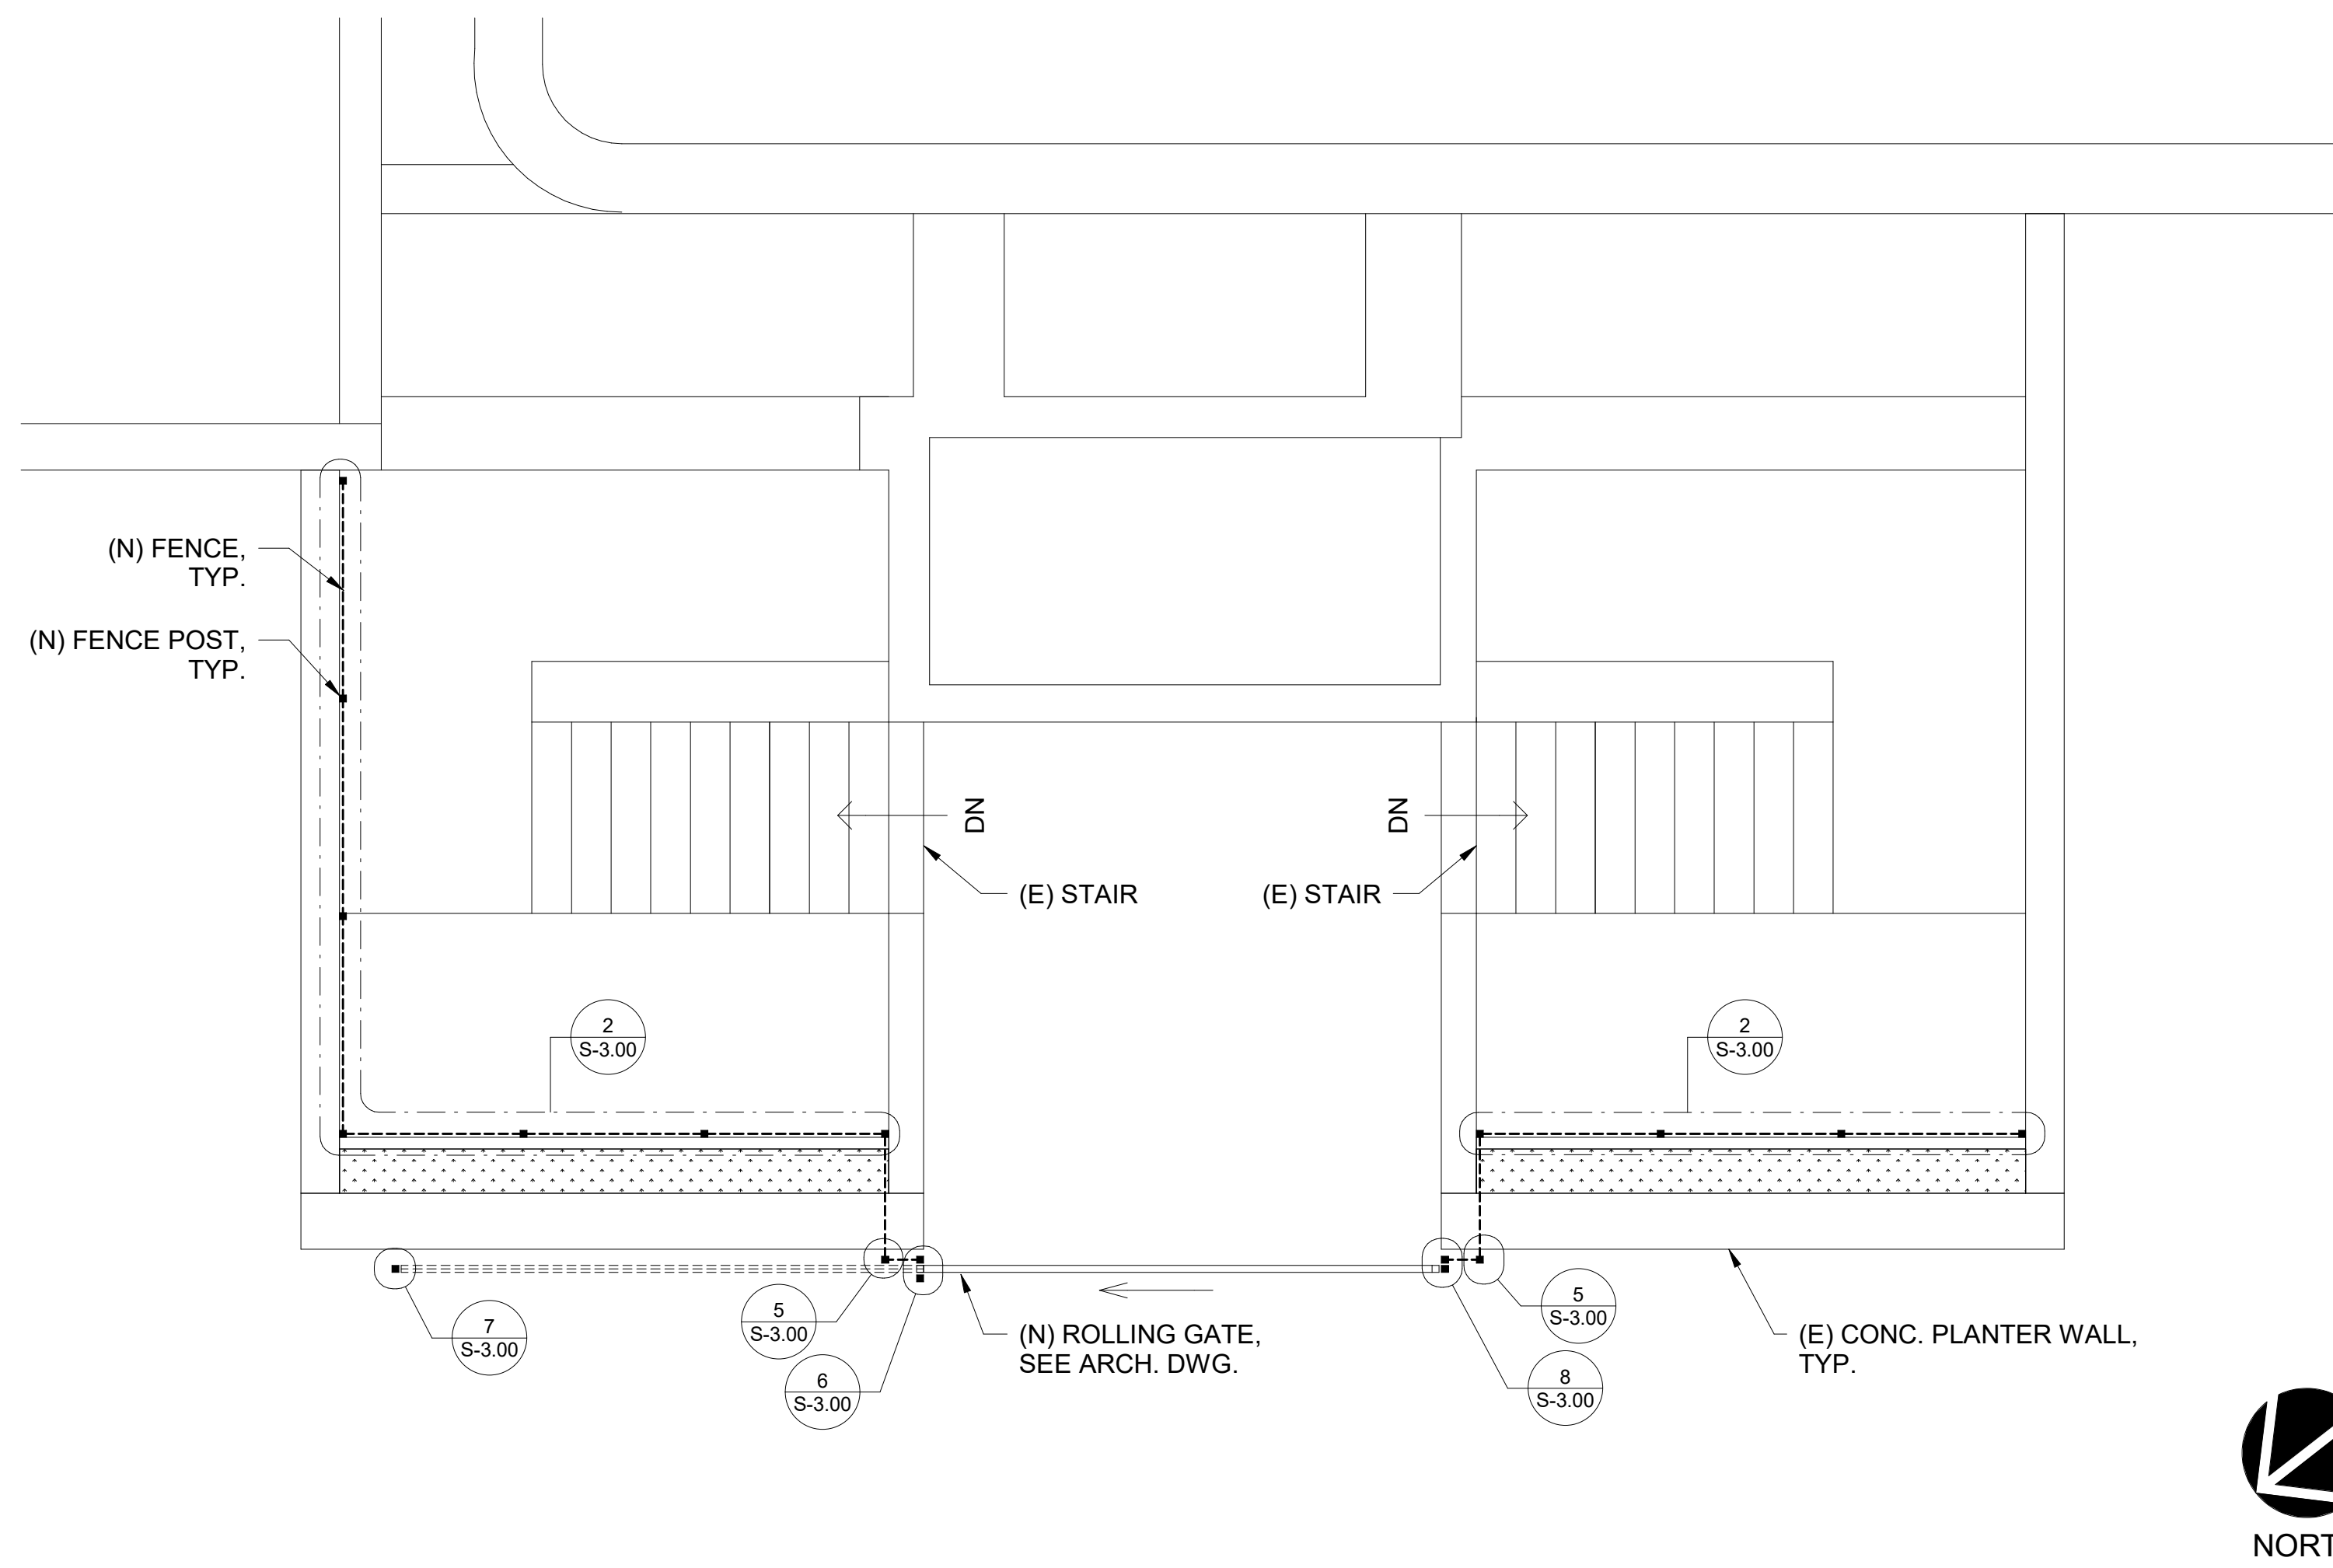 (N) FENCE,
TYP.
(N) FENCE POST,
TYP.
DN
DN
(E) STAIR
(E) STAIR
2
S-3.00
2
S-3.00
5
S-3.00
7
S-3.00
6
S-3.00
(N) ROLLING GATE,
SEE ARCH. DWG.
5
S-3.00
8
S-3.00
(E) CONC. PLANTER WALL,
TYP.
NORT